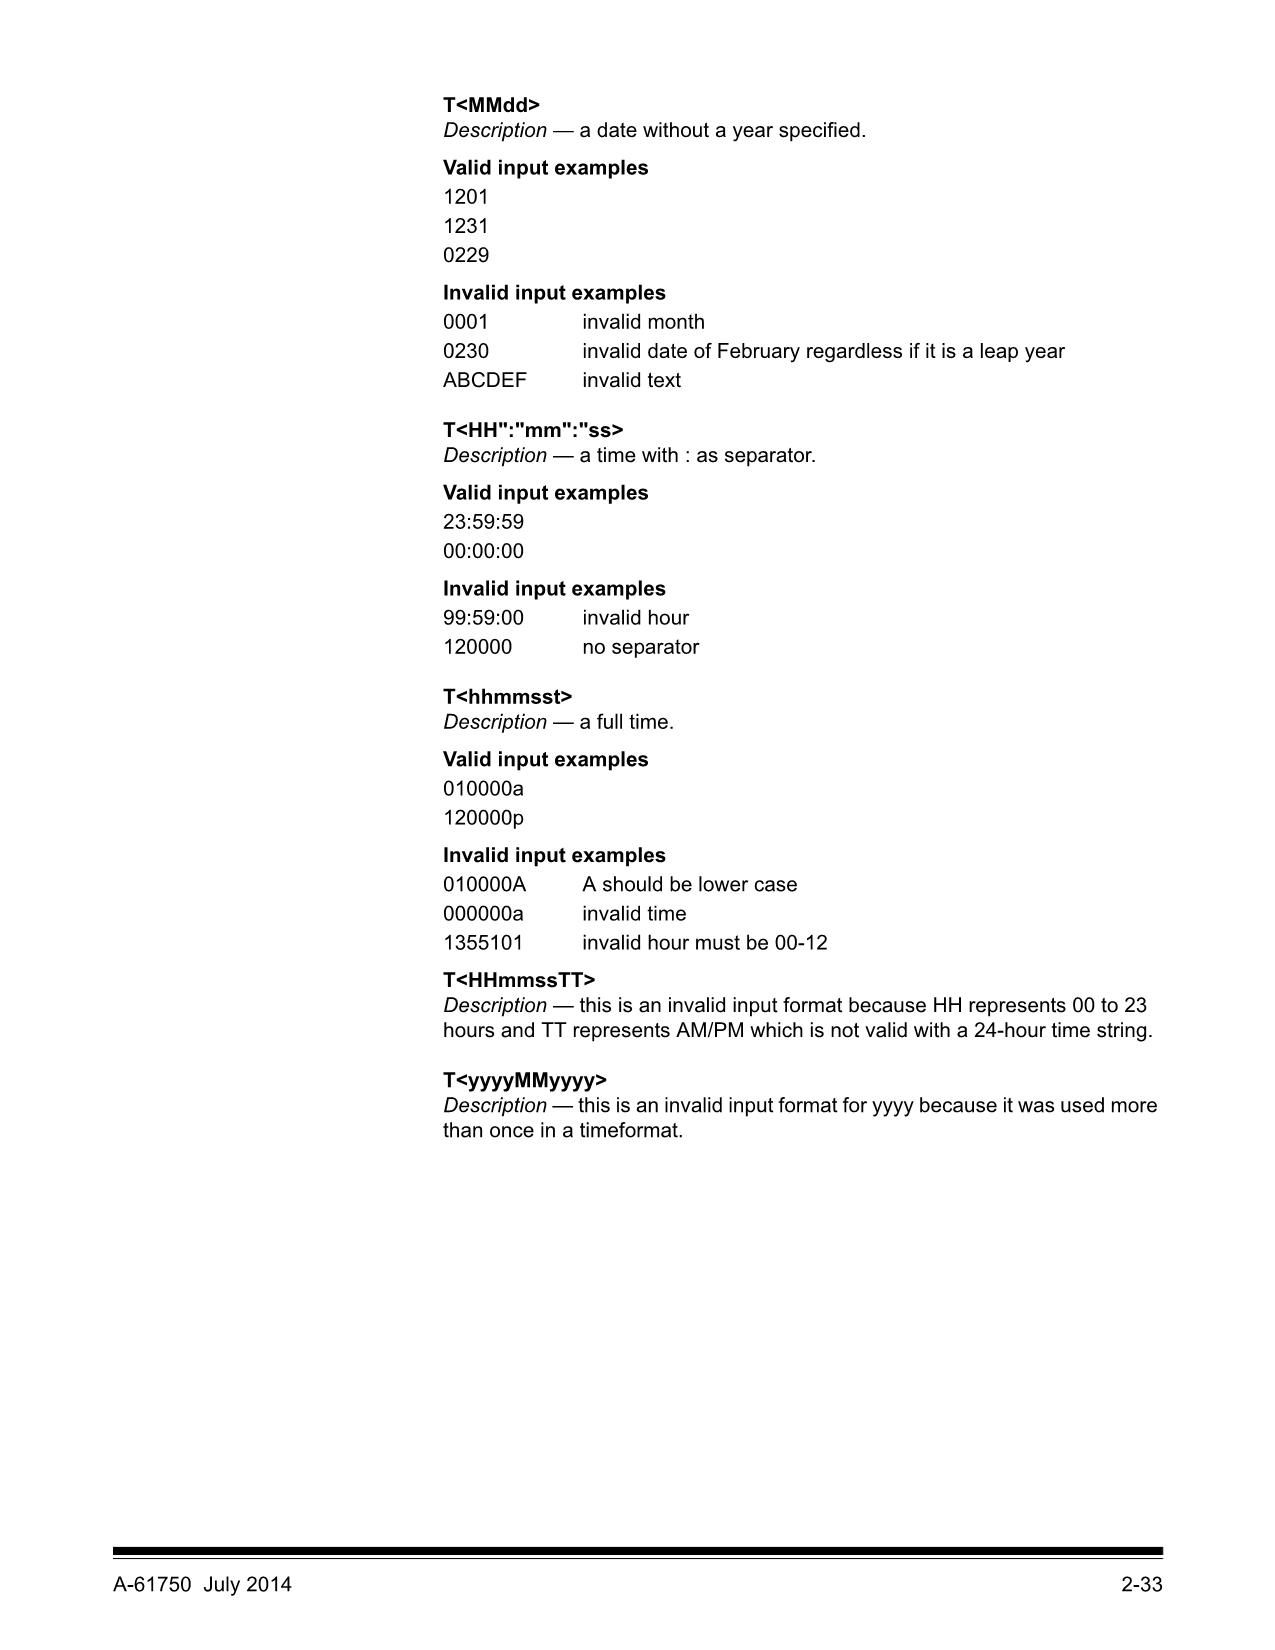 T<MMdd>
Description — a date without a year specified.
Valid input examples
1201
1231
0229
Invalid input examples
0001 invalid month
0230 invalid date of February regardless if it is a leap year
ABCDEF invalid text
T<HH":"mm":"ss>
Description — a time with : as separator.
Valid input examples
23:59:59
00:00:00
Invalid input examples
99:59:00 invalid hour
120000 no separator
T<hhmmsst>
Description — a full time.
Valid input examples
010000a
120000p
Invalid input examples
010000A A should be lower case
000000a invalid time
1355101 invalid hour must be 00-12
T<HHmmssTT>
Description — this is an invalid input format because HH represents 00 to 23
hours and TT represents AM/PM which is not valid with a 24-hour time string.
T<yyyyMMyyyy>
Description — this is an invalid input format for yyyy because it was used more
than once in a timeformat.
A-61750 July 2014 2-33